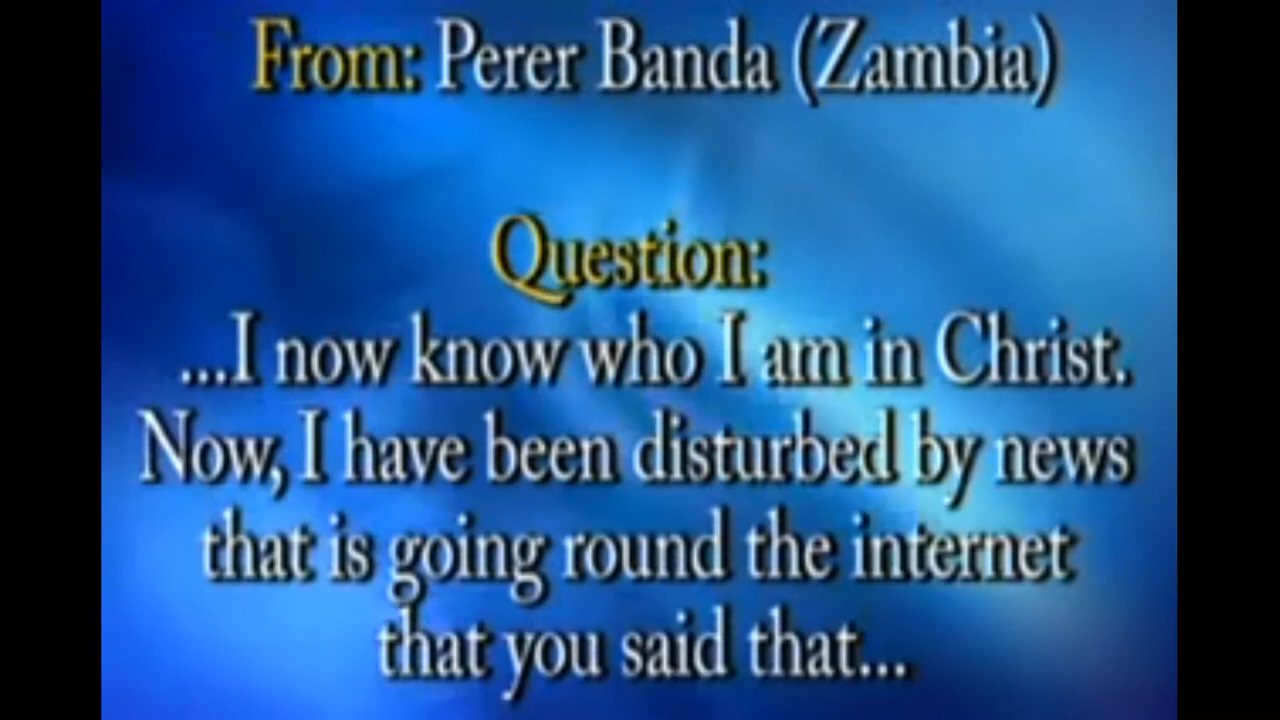 From: Perer Banda (Zambia)
Question:
...I now know who I am in Christ.
Now, I have been disturbed by news
that is going round the internet
that you said that...